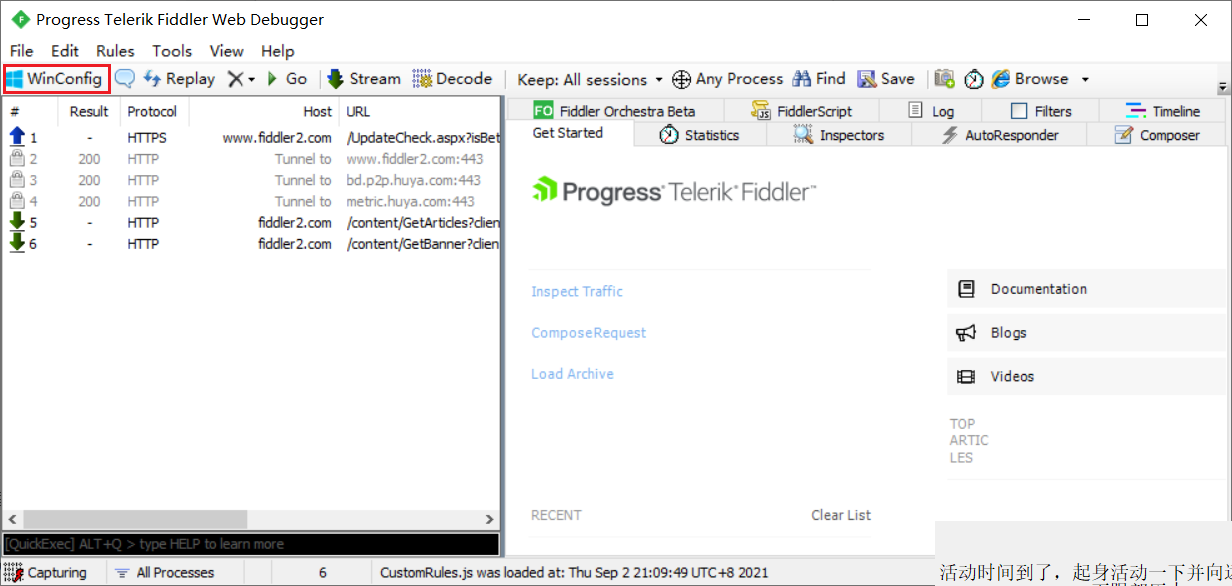 Progress Telerik Fiddler Web Debugger
File Edit Rules Tools View Help
WinConfig Replay Go Stream Decode Keep: All sessions Any Process Find Save Browse
# Result Protocol Host URL
1 - HTTPS www.fiddler2.com /UpdateCheck.aspx?isBet
2 200 HTTP Tunnel to www.fiddler2.com:443
3 200 HTTP Tunnel to bd.p2p.huya.com:443
4 200 HTTP Tunnel to metric.huya.com:443
5 - HTTP fiddler2.com /content/GetArticles?clien
6 - HTTP fiddler2.com /content/GetBanner?clien
FO Fiddler Orchestra Beta FiddlerScript Log Filters Timeline
Get Started Statistics Inspectors AutoResponder Composer
Progress Telerik Fiddler™
Inspect Traffic
Compose Request
Load Archive
Documentation
Blogs
Videos
TOP
ARTIC
LES
RECENT Clear List
[QuickExec] ALT+Q > type HELP to learn more
Capturing All Processes 6 CustomRules.js was loaded at: Thu Sep 2 21:09:49 UTC+8 2021
活动时间到了，起身活动一下并向